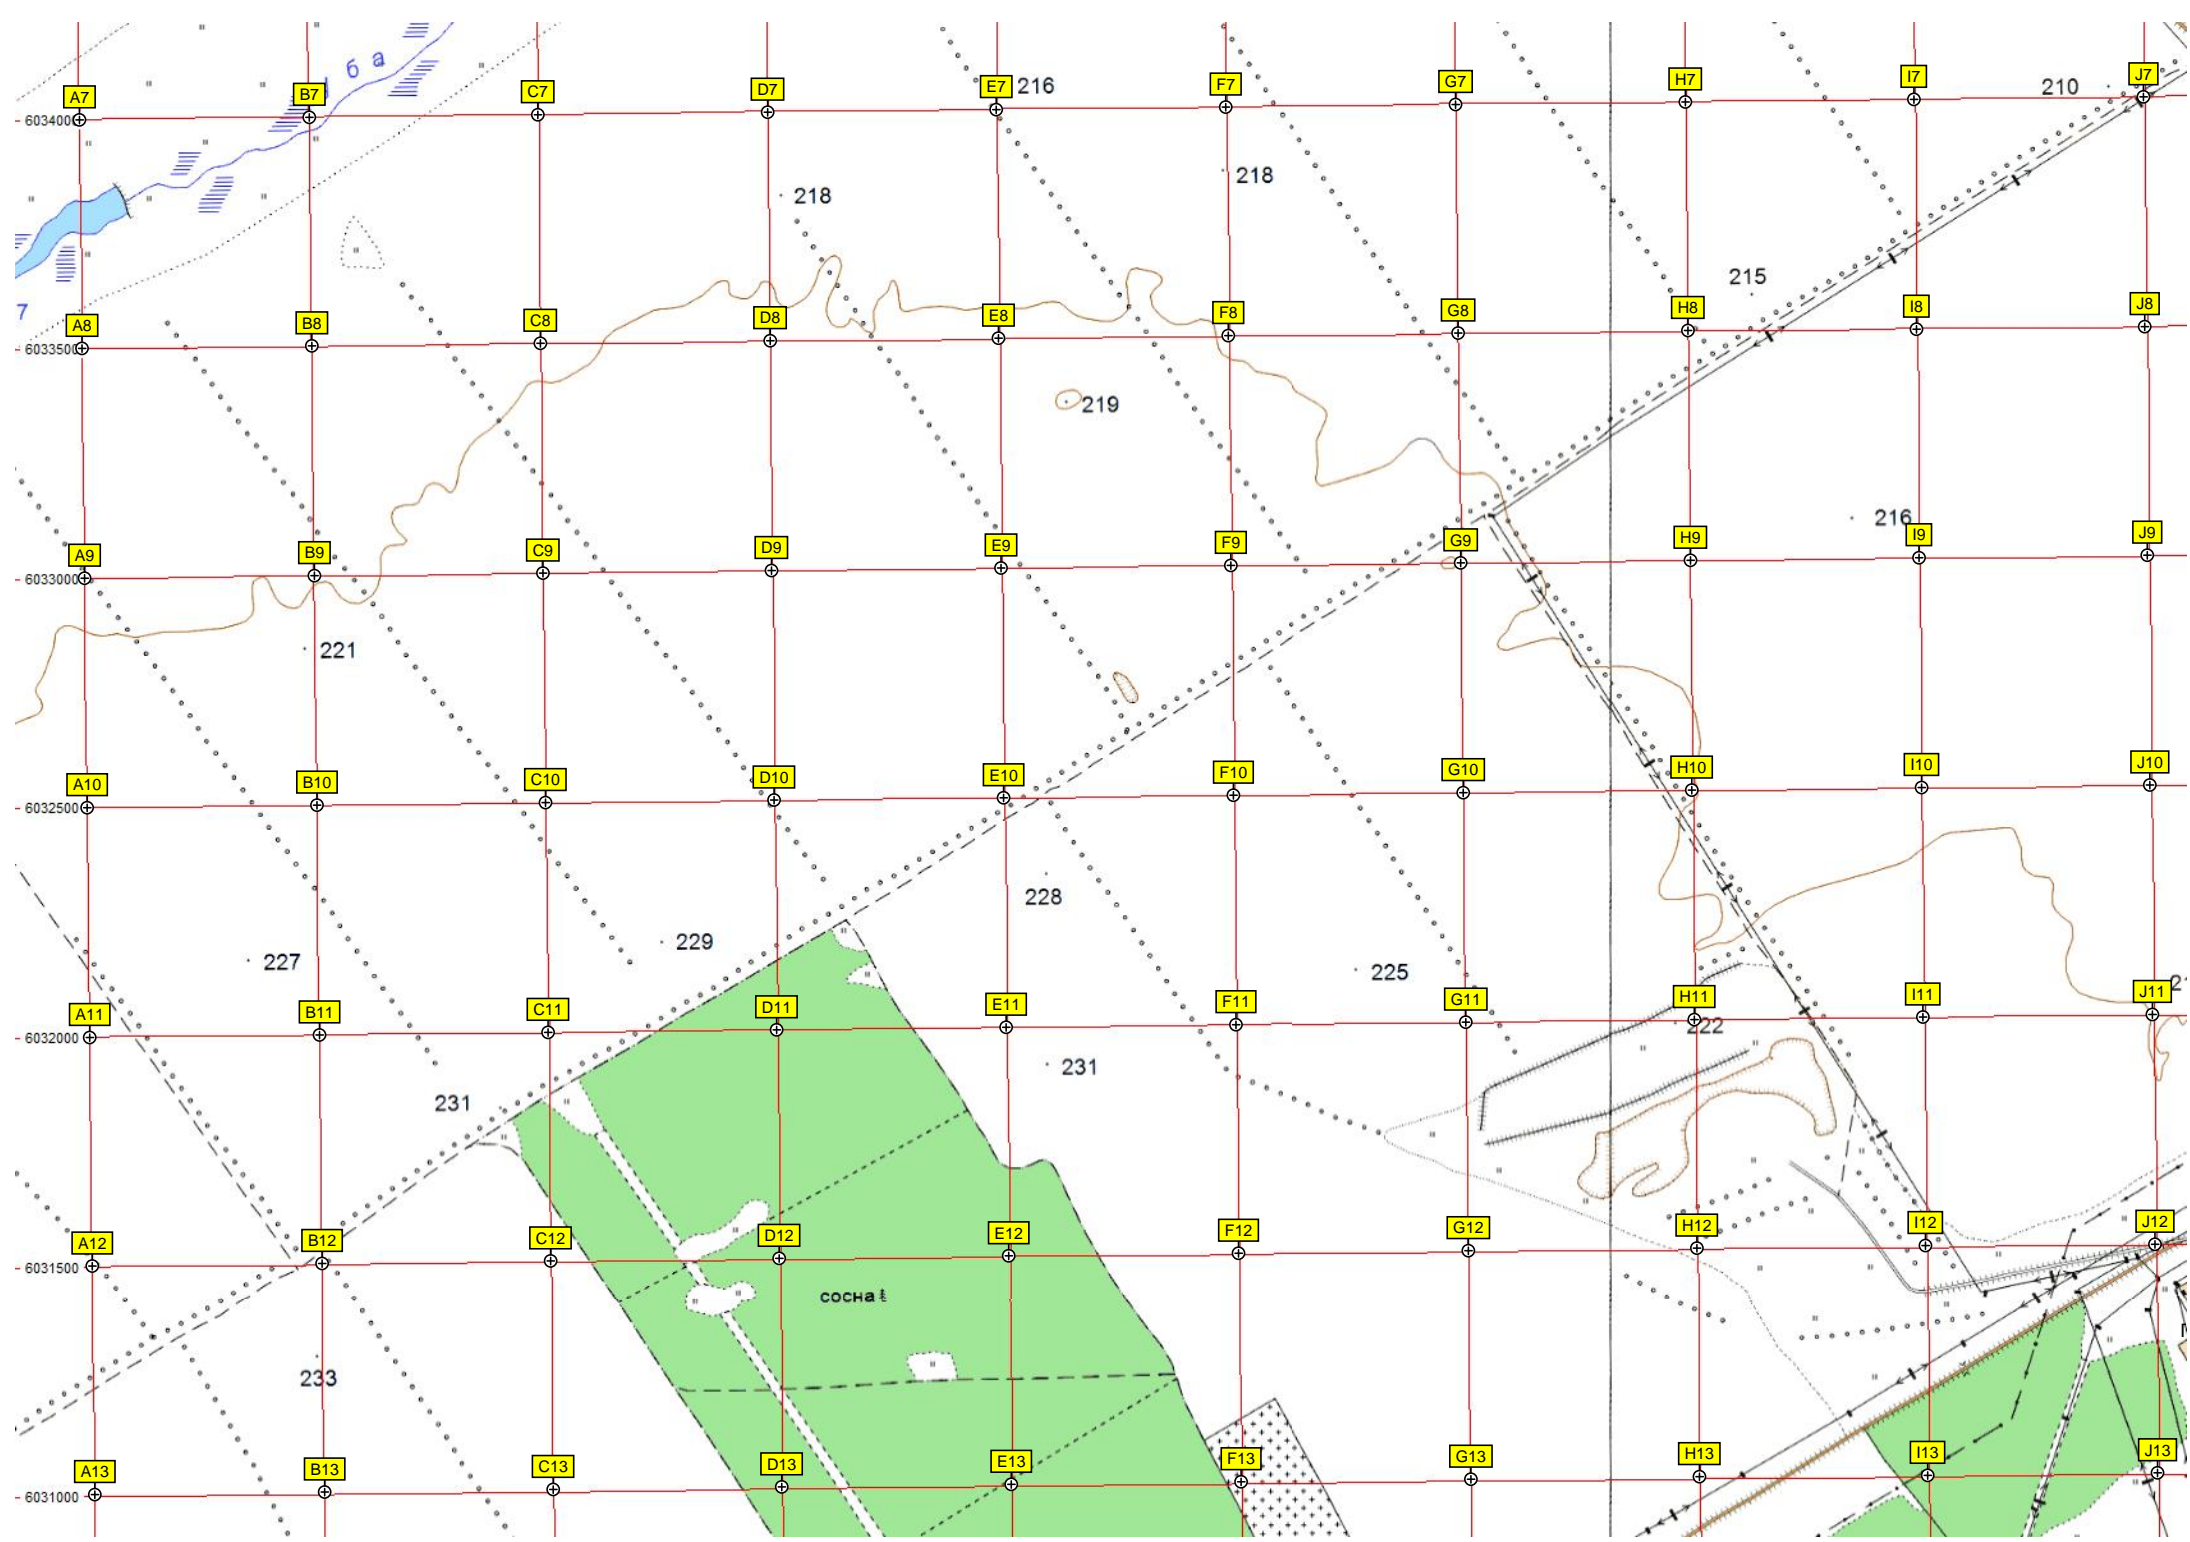 б а
A7 B7 C7 D7 E7 216 F7 G7 H7 I7 210 J7
6034000
218 218
215
7
A8 B8 C8 D8 E8 F8 G8 H8 I8 J8
6033500
219
216
A9 B9 C9 D9 E9 F9 G9 H9 I9 J9
6033000
221
A10 B10 C10 D10 E10 F10 G10 H10 I10 J10
6032500
228
227 229 225
A11 B11 C11 D11 E11 F11 G11 H11 I11 J11
6032000
222
231
231
A12 B12 C12 D12 E12 F12 G12 H12 I12 J12
6031500
сосна
233
A13 B13 C13 D13 E13 F13 G13 H13 I13 J13
6031000